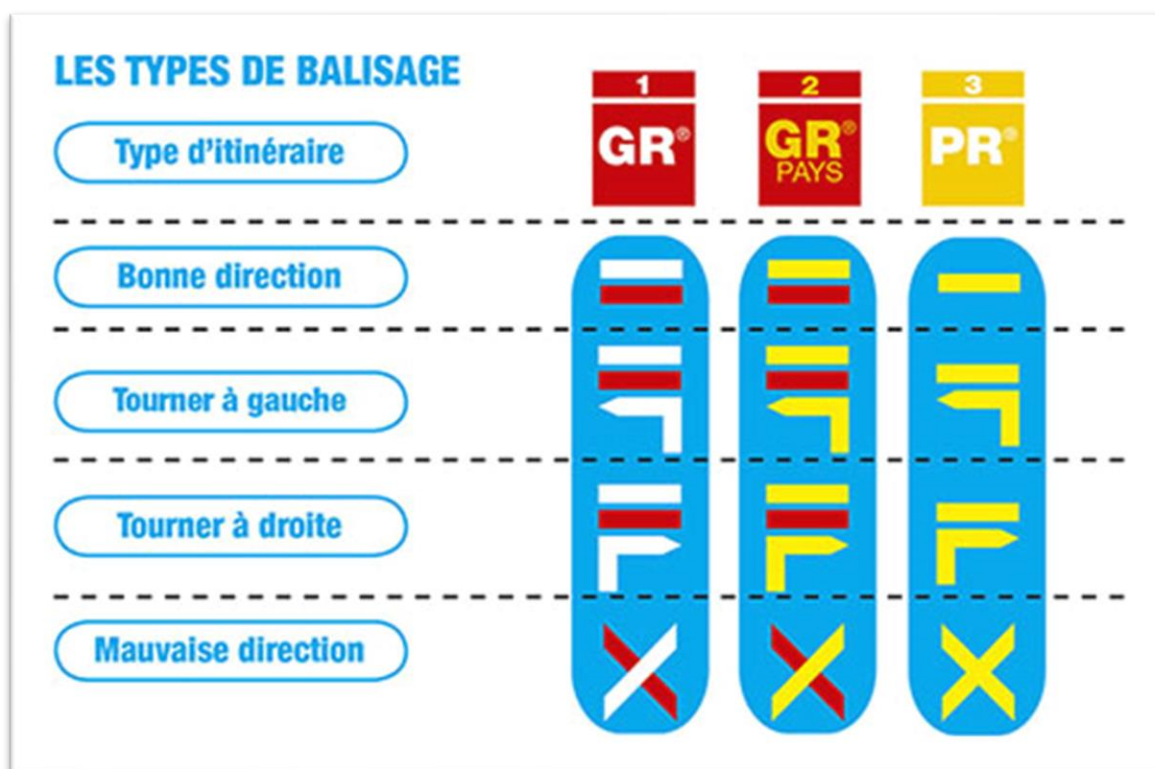 LES TYPES DE BALISAGE
1
2
3
Type d'itinéraire
GR®
GR®
PAYS
PR®
Bonne direction
Tourner à gauche
Tourner à droite
Mauvaise direction